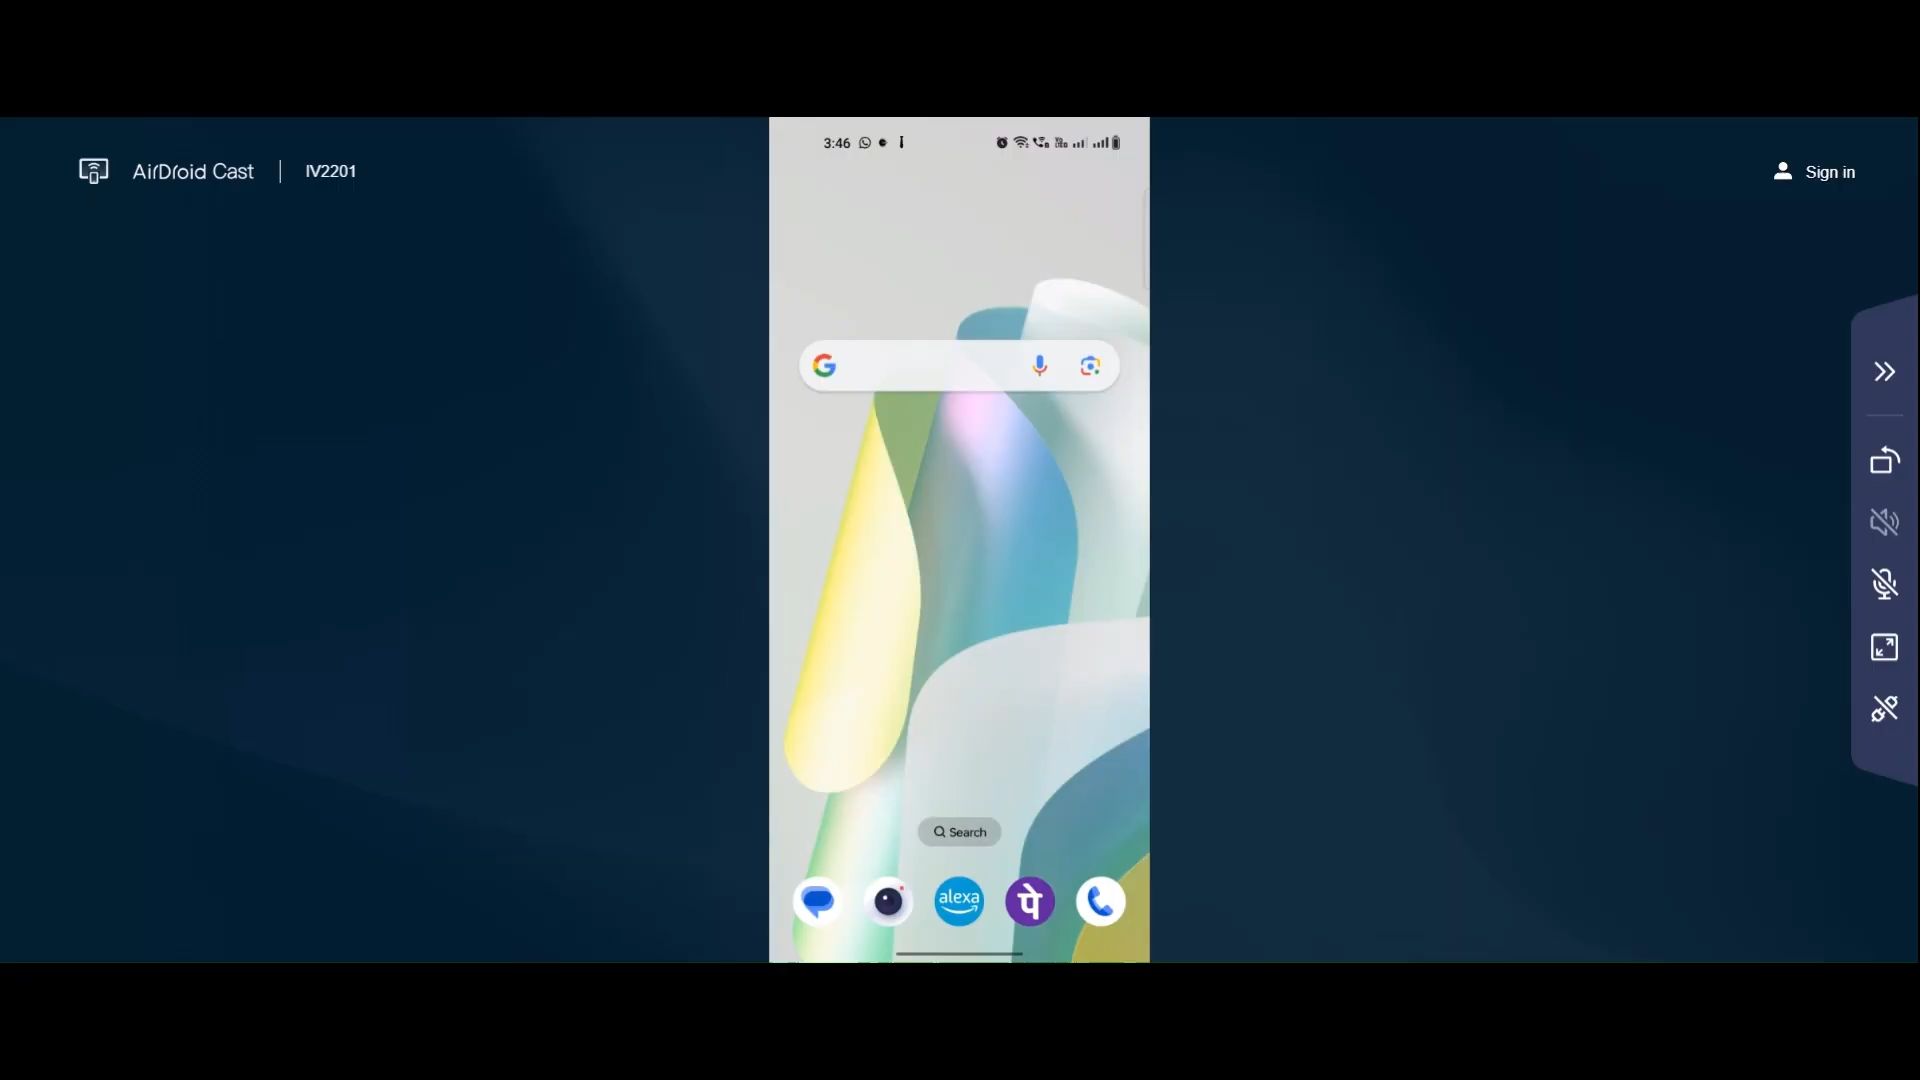 3:46
AirDroid Cast | IV2201
Sign in
Search
alexa
पे